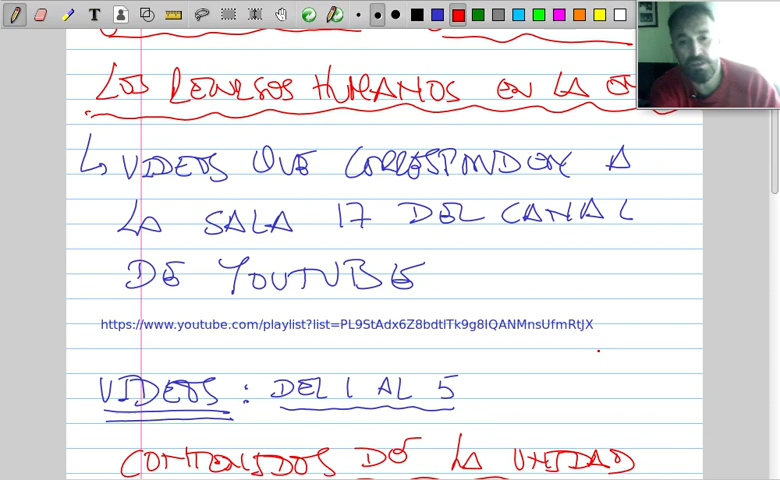 LOS RECURSOS HUMANOS EN LA
↳ VIDEOS QUE CORRESPONDEN A
LA SALA 17 DEL CANAL
DE YOUTUBE
https://www.youtube.com/playlist?list=PL9StAdx6Z8bdtlTk9g8IQANMnsUfmRtJX
VIDEOS: DEL 1 AL 5
CONTENIDOS DE LA UNIDAD